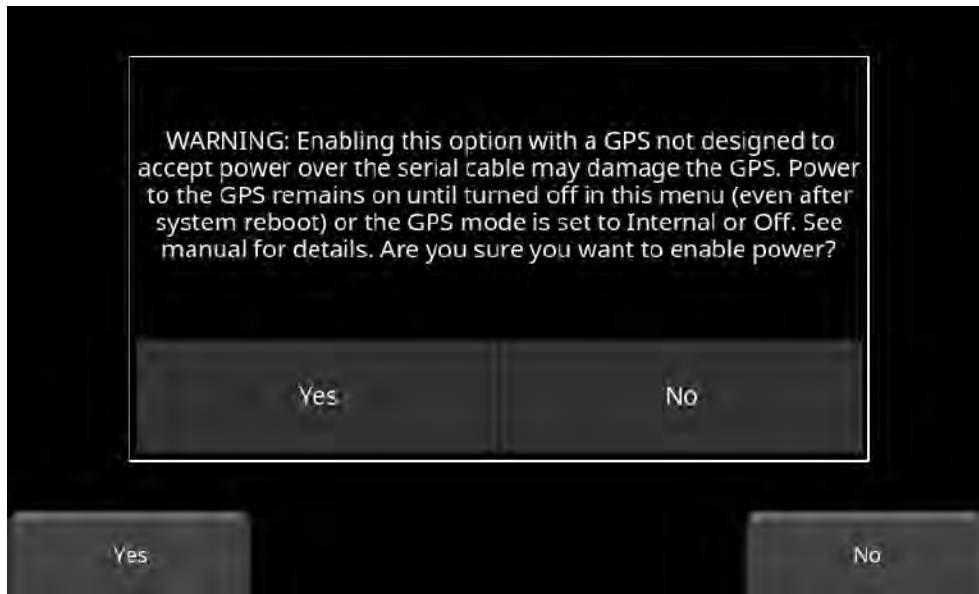 WARNING: Enabling this option with a GPS not designed to
accept power over the serial cable may damage the GPS. Power
to the GPS remains on until turned off in this menu (even after
system reboot) or the GPS mode is set to Internal or Off. See
manual for details. Are you sure you want to enable power?
Yes
No
Yes
No